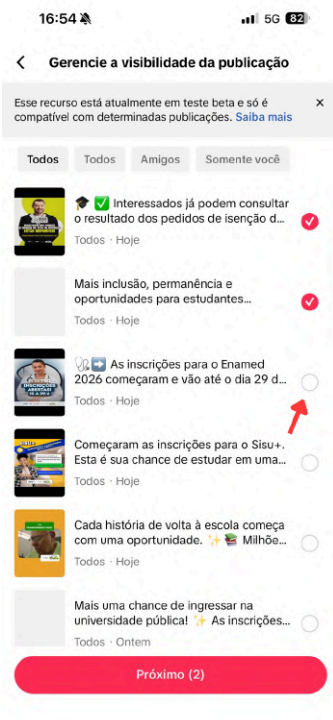 16:54
5G 82
Gerencie a visibilidade da publicação
Esse recurso está atualmente em teste beta e só é
compatível com determinadas publicações. Saiba mais
Todos Todos Amigos Somente você
🎓 ✅ Interessados já podem consultar
o resultado dos pedidos de isenção d...
Todos · Hoje
Mais inclusão, permanência e
oportunidades para estudantes...
Todos · Hoje
INSCRIÇÕES
ABERTAS!
🩺➡️ As inscrições para o Enamed
2026 começaram e vão até o dia 29 d...
Todos · Hoje
Começaram as inscrições para o Sisu+.
Esta é sua chance de estudar em uma...
Todos · Hoje
Cada história de volta à escola começa
com uma oportunidade. ✨ 📚 Milhõe...
Todos · Hoje
Mais uma chance de ingressar na
universidade pública! ✨ As inscrições...
Todos · Ontem
Próximo (2)